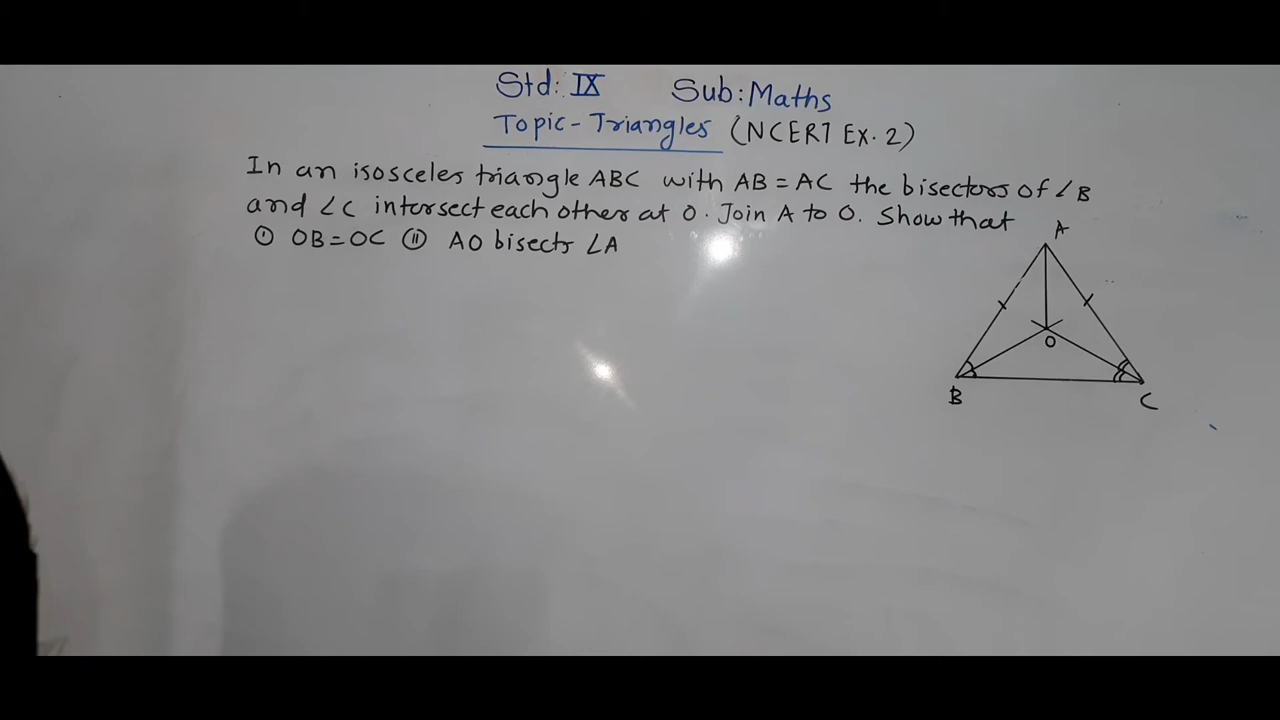 Std: IX Sub: Maths
Topic - Triangles (NCERT Ex. 2)
In an isosceles triangle ABC with AB = AC the bisectors of ∠B
and ∠C intersect each other at O. Join A to O. Show that
(i) OB = OC (ii) AO bisects ∠A
A
O
B
C